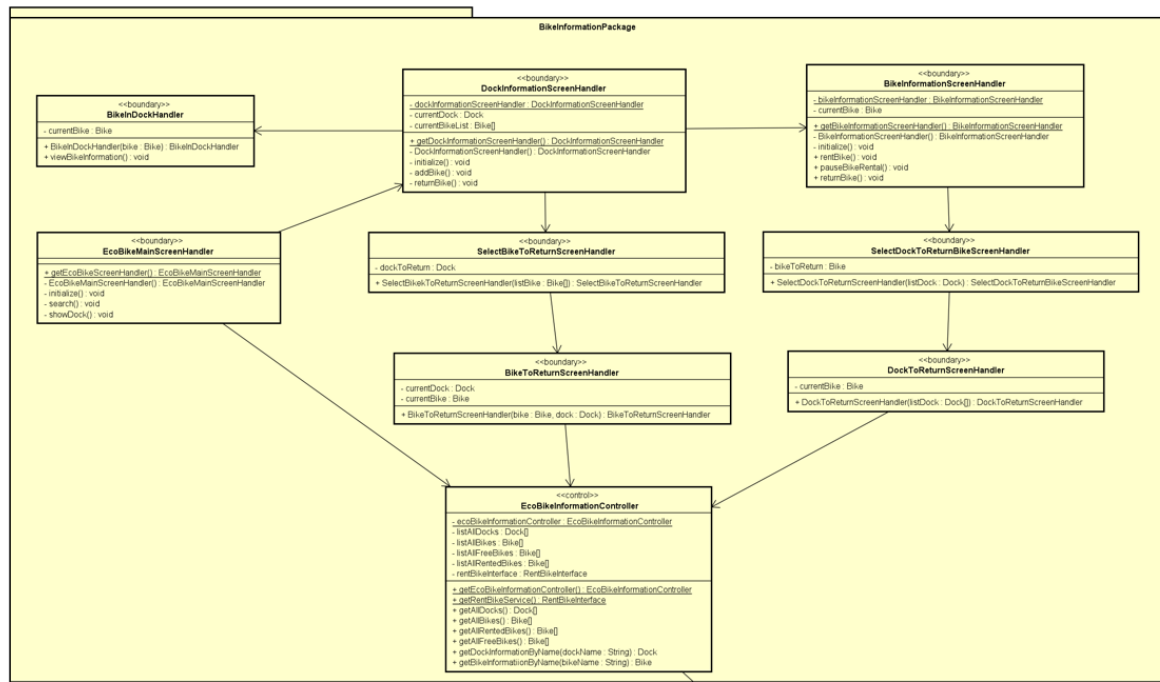 BikeInformationPackage
<<boundary>>
BikeInDockHandler
- currentBike : Bike
+ BikeInDockHandler(bike : Bike) : BikeInDockHandler
+ viewBikeInformation() : void
<<boundary>>
DockInformationScreenHandler
- dockInformationScreenHandler : DockInformationScreenHandler
- currentDock : Dock
- currentBikeList : Bike[]
+ getDockInformationScreenHandler() : DockInformationScreenHandler
- DockInformationScreenHandler() : DockInformationScreenHandler
- initialize() : void
- addBike() : void
- returnBike() : void
<<boundary>>
BikeInformationScreenHandler
- bikeInformationScreenHandler : BikeInformationScreenHandler
- currentBike : Bike
+ getBikeInformationScreenHandler() : BikeInformationScreenHandler
- BikeInformationScreenHandler() : BikeInformationScreenHandler
- initialize() : void
+ rentBike() : void
+ pauseBikeRental() : void
+ returnBike() : void
<<boundary>>
EcoBikeMainScreenHandler
+ getEcoBikeScreenHandler() : EcoBikeMainScreenHandler
- EcoBikeMainScreenHandler() : EcoBikeMainScreenHandler
- initialize() : void
- search() : void
- showDock() : void
<<boundary>>
SelectBikeToReturnScreenHandler
- dockToReturn : Dock
+ SelectBikekToReturnScreenHandler(listBike : Bike[]) : SelectBikeToReturnScreenHandler
<<boundary>>
SelectDockToReturnBikeScreenHandler
- bikeToReturn : Bike
+ SelectDockToReturnScreenHandler(listDock : Dock) : SelectDockToReturnBikeScreenHandler
<<boundary>>
BikeToReturnScreenHandler
- currentDock : Dock
- currentBike : Bike
+ BikeToReturnScreenHandler(bike : Bike, dock : Dock) : BikeToReturnScreenHandler
<<boundary>>
DockToReturnScreenHandler
- currentBike : Bike
+ DockToReturnScreenHandler(listDock : Dock[]) : DockToReturnScreenHandler
<<control>>
EcoBikeInformationController
- ecoBikeInformationController : EcoBikeInformationController
- listAllDocks : Dock[]
- listAllBikes : Bike[]
- listAllFreeBikes : Bike[]
- listAllRentedBikes : Bike[]
- rentBikeInterface : RentBikeInterface
+ getEcoBikeInformationController() : EcoBikeInformationController
+ getRentBikeService() : RentBikeInterface
+ getAllDocks() : Dock[]
+ getAllBikes() : Bike[]
+ getAllRentedBikes() : Bike[]
+ getAllFreeBikes() : Bike[]
+ getDockInformationByName(dockName : String) : Dock
+ getBikeInformatiionByName(bikeName : String) : Bike